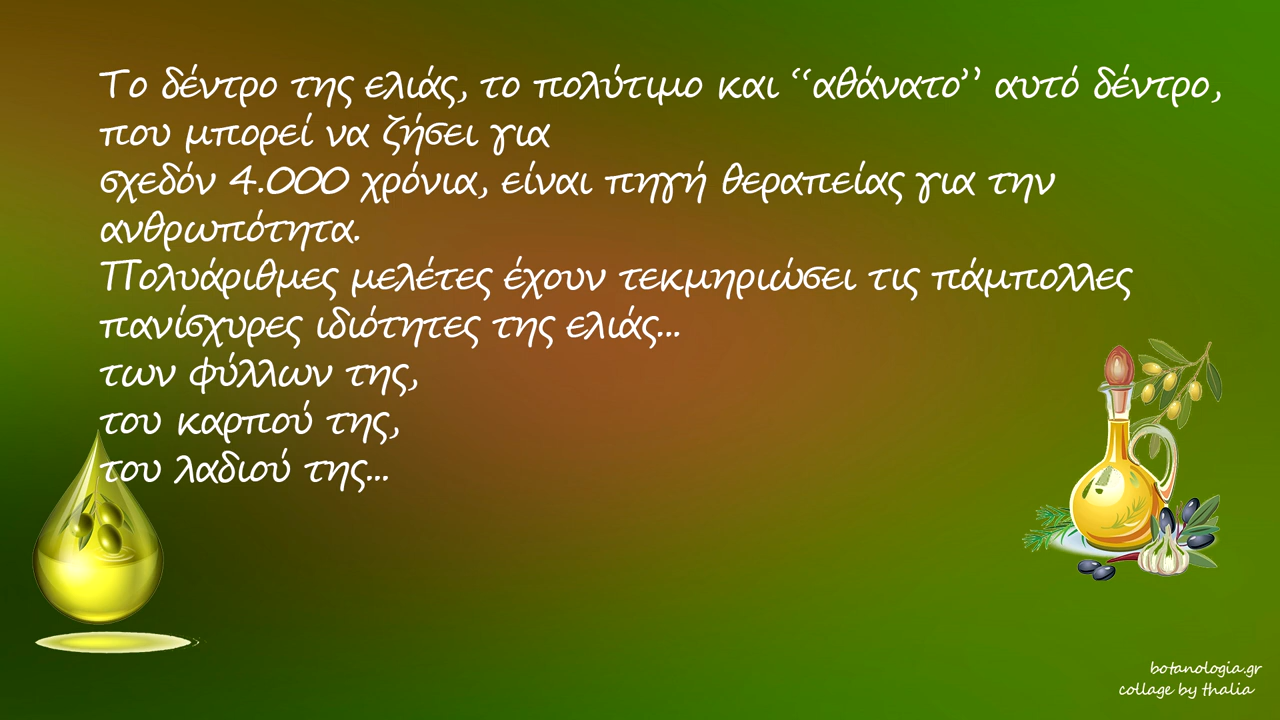 Το δέντρο της ελιάς, το πολύτιμο και “αθάνατο” αυτό δέντρο,
που μπορεί να ζήσει για
σχεδόν 4.000 χρόνια, είναι πηγή θεραπείας για την
ανθρωπότητα.
Πολυάριθμες μελέτες έχουν τεκμηριώσει τις πάμπολλες
πανίσχυρες ιδιότητες της ελιάς...
των φύλλων της,
του καρπού της,
του λαδιού της...
botanologia.gr
collage by thalia